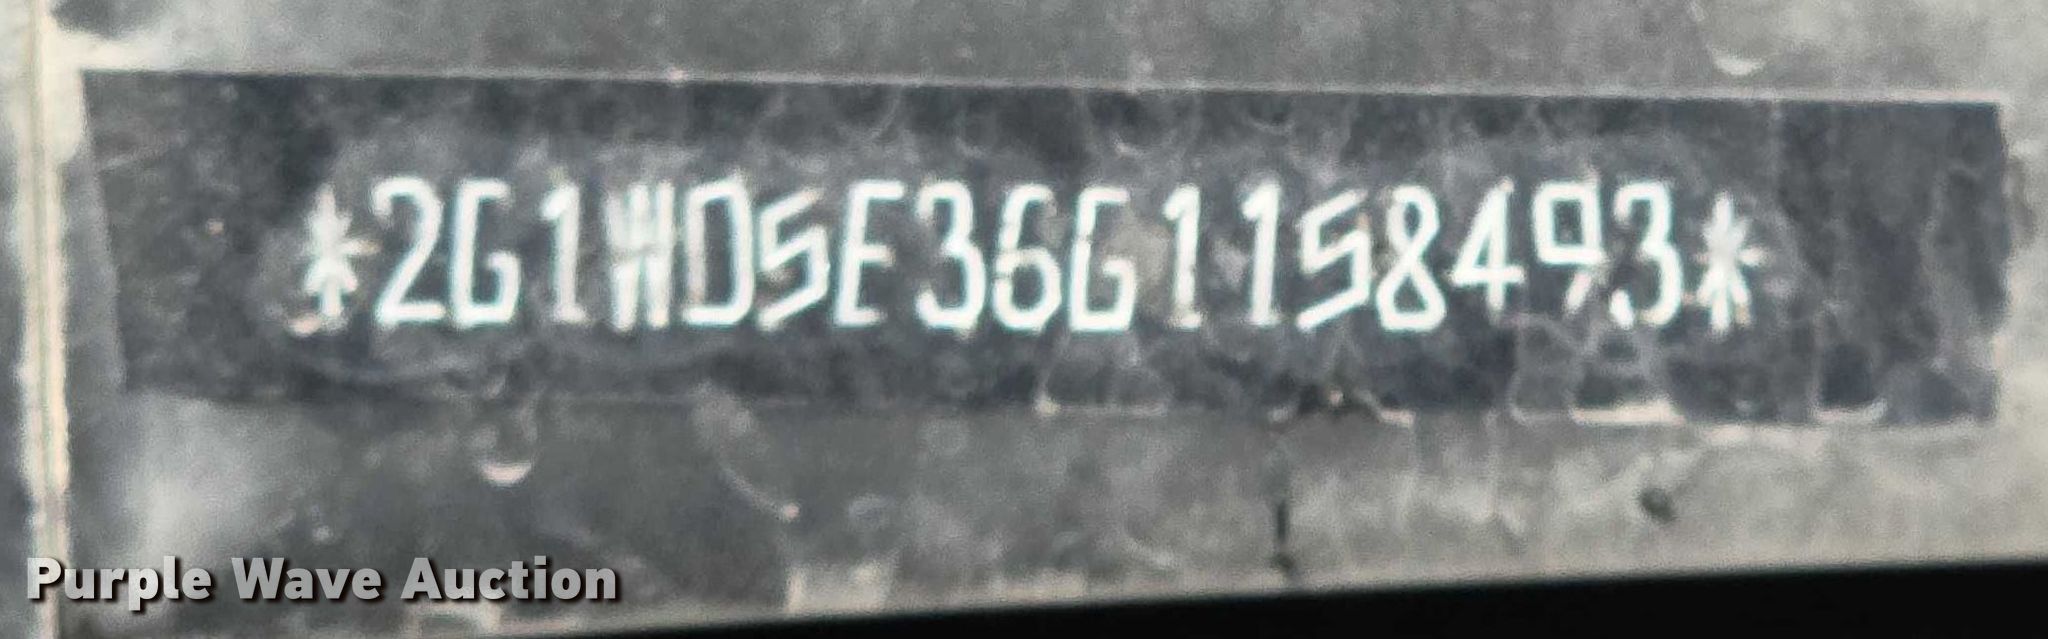 *2G1WD5E36G1158493*
Purple Wave Auction